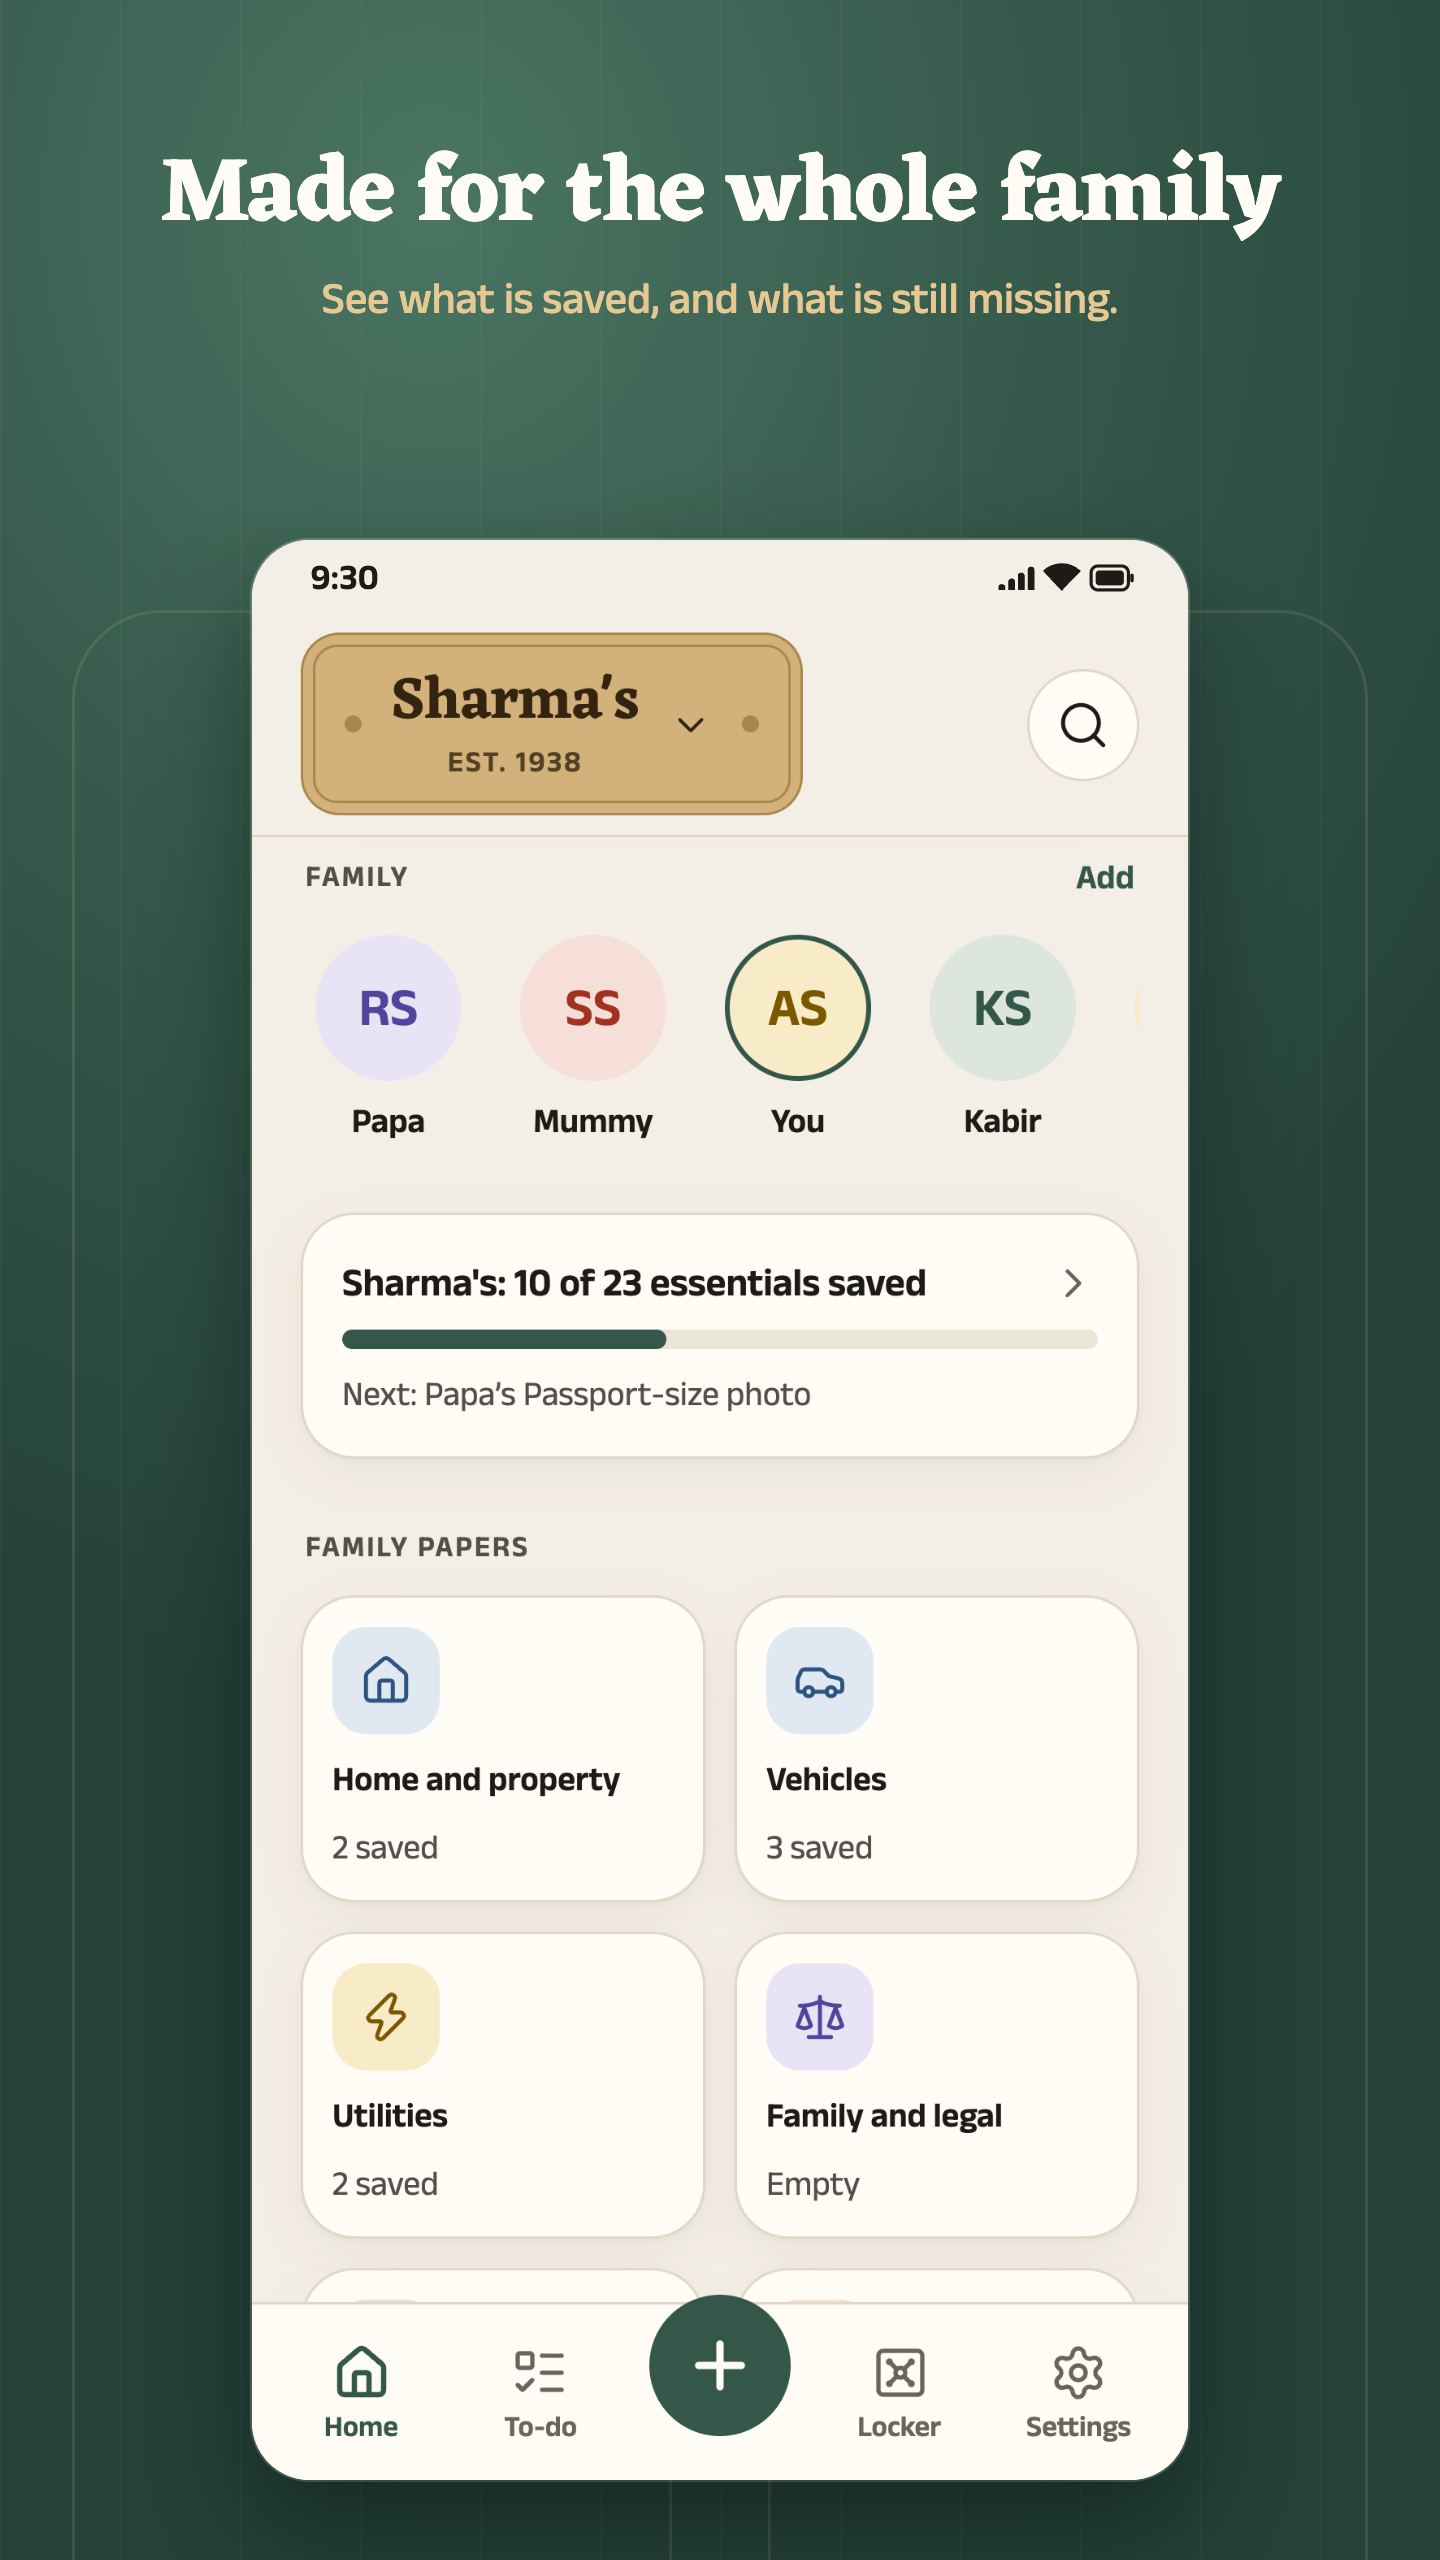 Made for the whole family
See what is saved, and what is still missing.
9:30
Sharma's
EST. 1938
FAMILY
Add
RS
SS
AS
KS
Papa
Mummy
You
Kabir
Sharma's: 10 of 23 essentials saved
Next: Papa’s Passport-size photo
FAMILY PAPERS
Home and property
2 saved
Vehicles
3 saved
Utilities
2 saved
Family and legal
Empty
Home
To-do
Locker
Settings